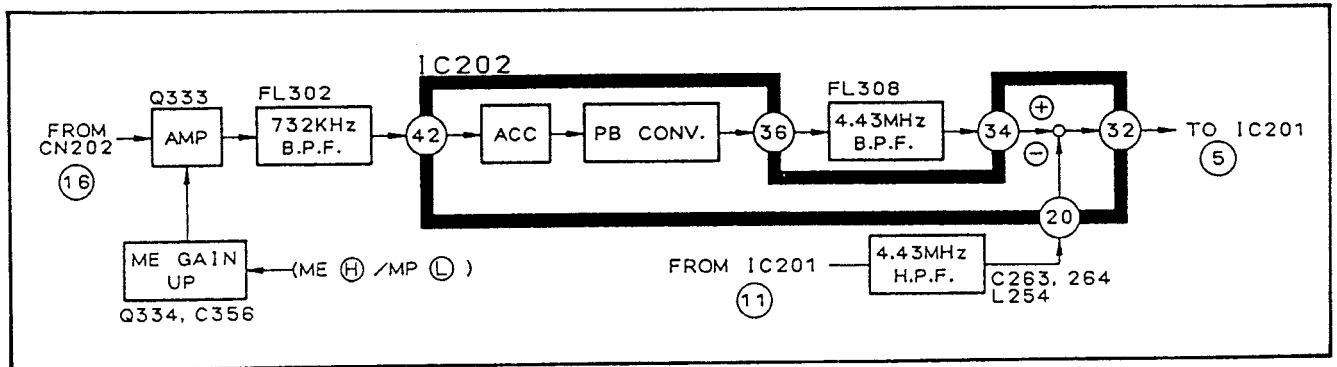 IC202
Q333
FL302
FL308
FROM
CN202
16
AMP
732KHz
B.P.F.
42
ACC
PB CONV.
36
4.43MHz
B.P.F.
34
+
−
32
TO IC201
5
20
ME GAIN
UP
(ME H /MP L )
Q334, C356
FROM IC201
11
4.43MHz
H.P.F.
C263, 264
L254